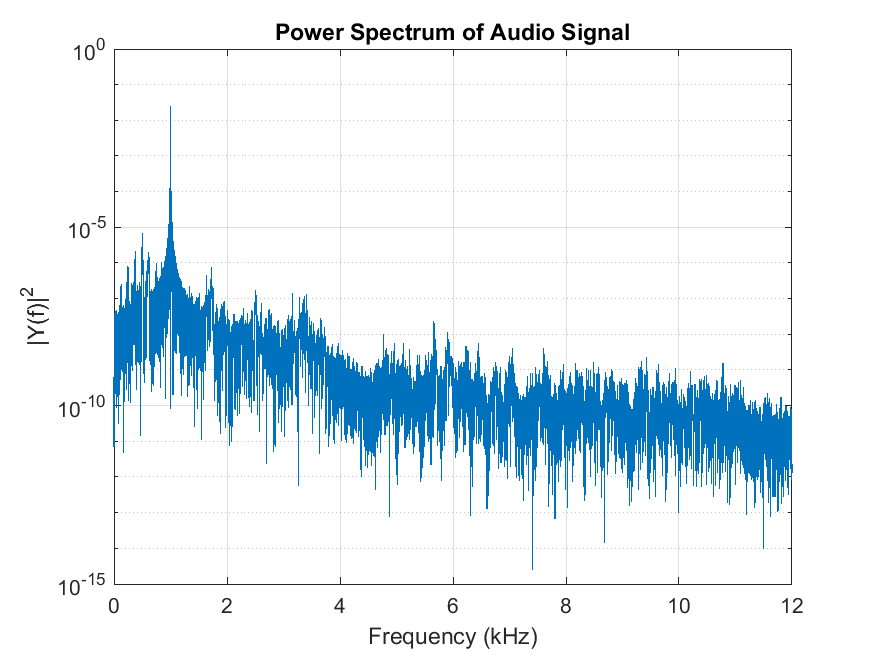 Power Spectrum of Audio Signal
10^0
10^-5
10^-10
10^-15
|Y(f)|^2
0 2 4 6 8 10 12
Frequency (kHz)